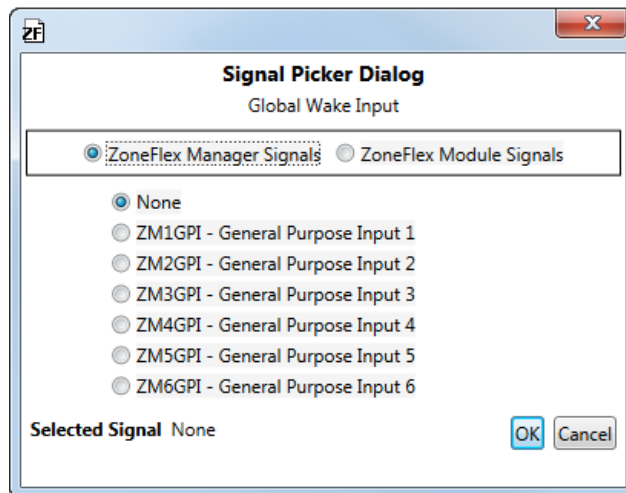 ZF
Signal Picker Dialog
Global Wake Input
ZoneFlex Manager Signals ZoneFlex Module Signals
None
ZM1GPI - General Purpose Input 1
ZM2GPI - General Purpose Input 2
ZM3GPI - General Purpose Input 3
ZM4GPI - General Purpose Input 4
ZM5GPI - General Purpose Input 5
ZM6GPI - General Purpose Input 6
Selected Signal None OK Cancel